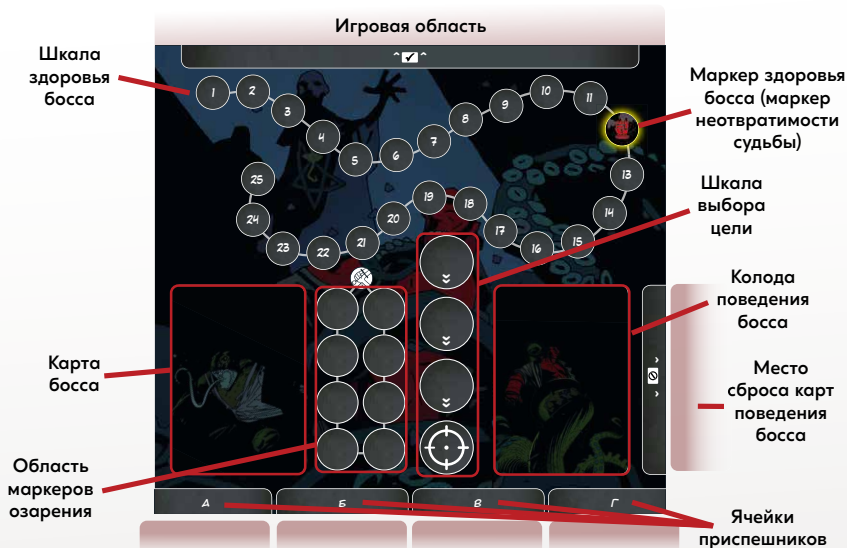 Игровая область
Шкала
здоровья
босса
1
2
3
4
5
6
7
8
9
10
11
13
14
15
16
17
18
19
20
21
22
23
24
25
Маркер здоровья
босса (маркер
неотвратимости
судьбы)
Шкала
выбора
цели
Колода
поведения
босса
Место
сброса карт
поведения
босса
Карта
босса
Область
маркеров
озарения
А
Б
В
Г
Ячейки
приспешников